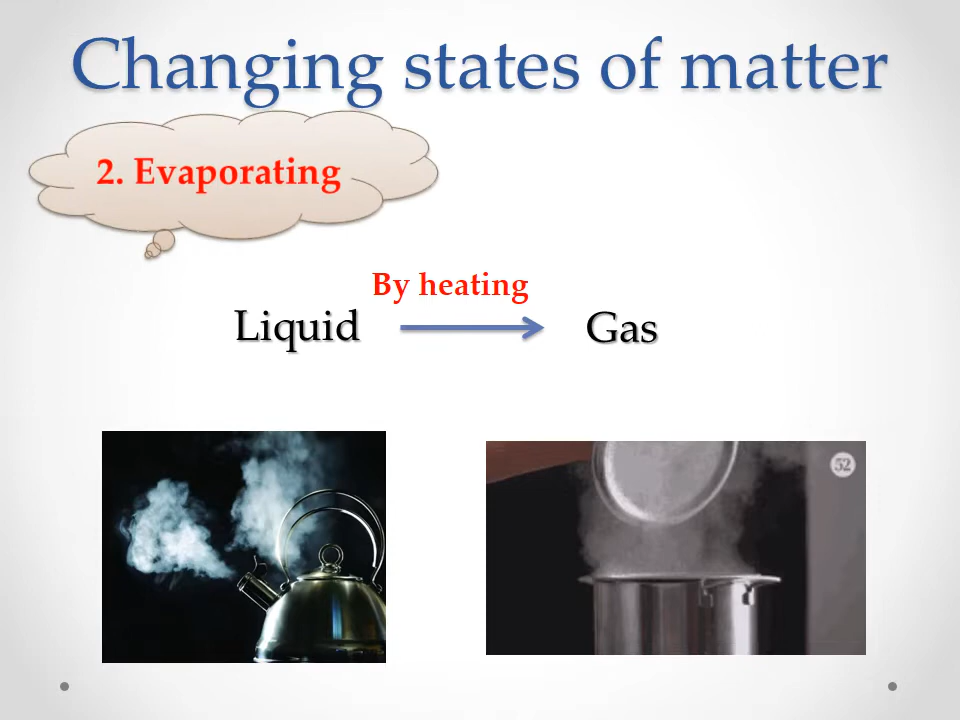 Changing states of matter
2. Evaporating
By heating
Liquid
Gas
52